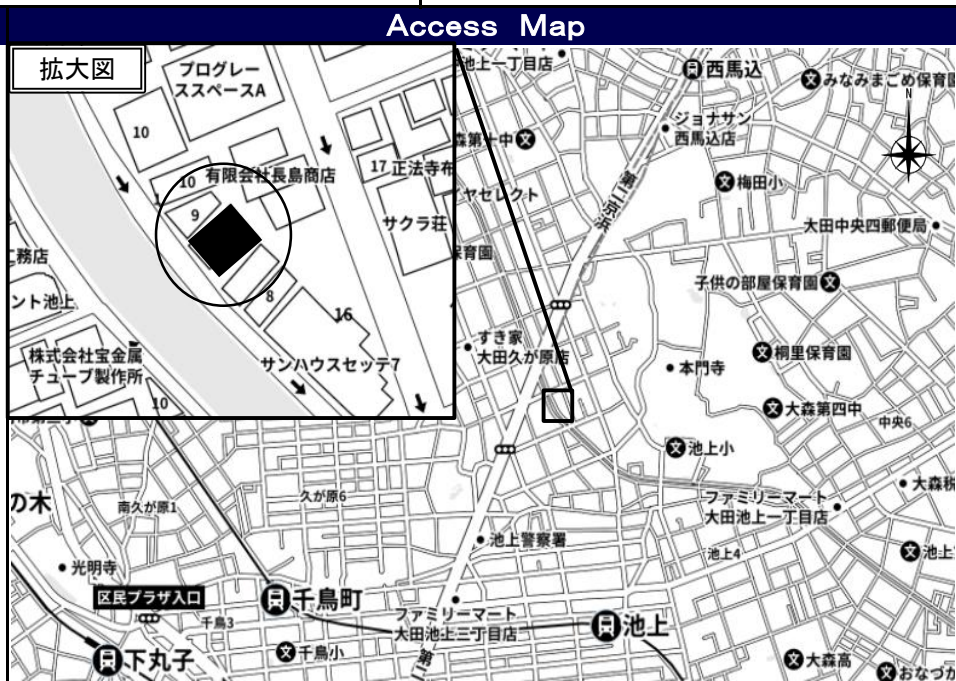 Access Map
拡大図
プログレー
ススペースA
10
10
有限会社長島商店
17 正法寺布
9
サクラ荘
8
16
工務店
ント池上
株式会社宝金属
チューブ製作所
サンハウスセッテ7
10
池上一丁目店
西馬込
みなみまごめ保育園
N
ジョナサン
西馬込店
森第十中
梅田小
イヤセレクト
第二京浜
大田中央四郵便局
保育園
子供の部屋保育園
すき家
大田久が原店
桐里保育園
本門寺
大森第四中
中央6
池上小
の木
南久が原1
久が原6
ファミリーマート
大田池上一丁目店
大森税
池上警察署
池上4
池上
光明寺
区民プラザ入口
千鳥町
千鳥3
ファミリーマート
大田池上三丁目店
池上
下丸子
千鳥小
第二
大森高
おなづか